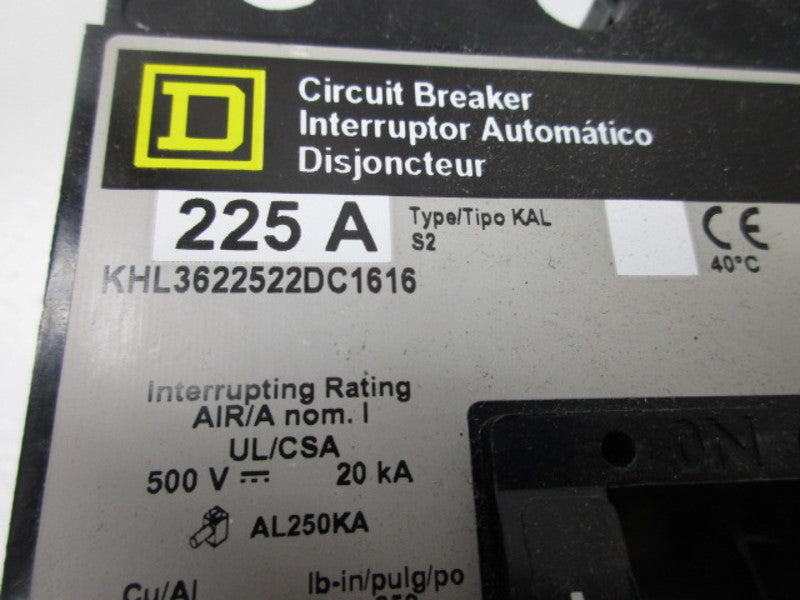 D
Circuit Breaker
Interruptor Automático
Disjoncteur
225 A
Type/Tipo KAL
S2
CE
40°C
KHL3622522DC1616
Interrupting Rating
AIR/A nom. I
UL/CSA
500 V ⎓ 20 kA
AL250KA
ON
Cu/Al lb-in/pulg/po